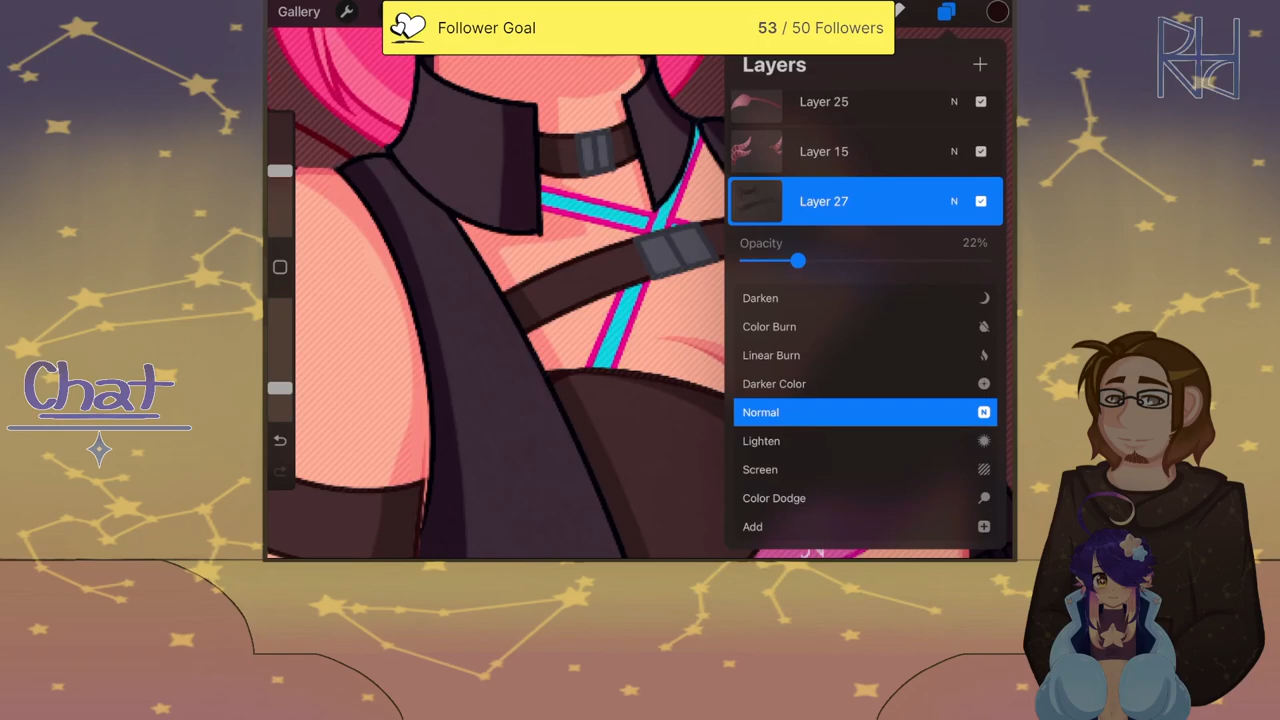 Gallery
Follower Goal
53 / 50 Followers
Layers
Layer 25 N
Layer 15 N
Layer 27 N
Opacity 22%
Darken
Color Burn
Linear Burn
Darker Color
Normal N
Lighten
Screen
Color Dodge
Add
Chat